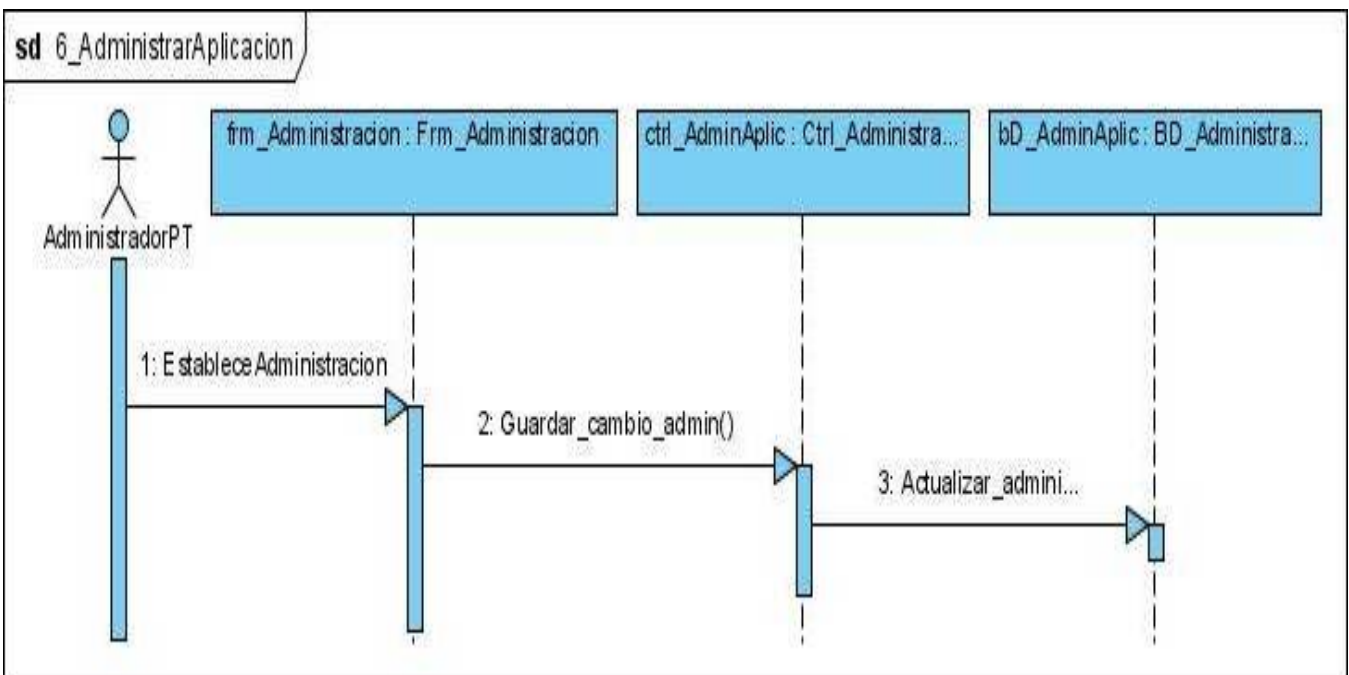 sd 6_AdministrarAplicacion
frm_Administracion : Frm_Administracion
ctrl_AdminAplic : Ctrl_Administra...
bD_AdminAplic : BD_Administra...
AdministradorPT
1: EstableceAdministracion
2: Guardar_cambio_admin()
3: Actualizar_admini...